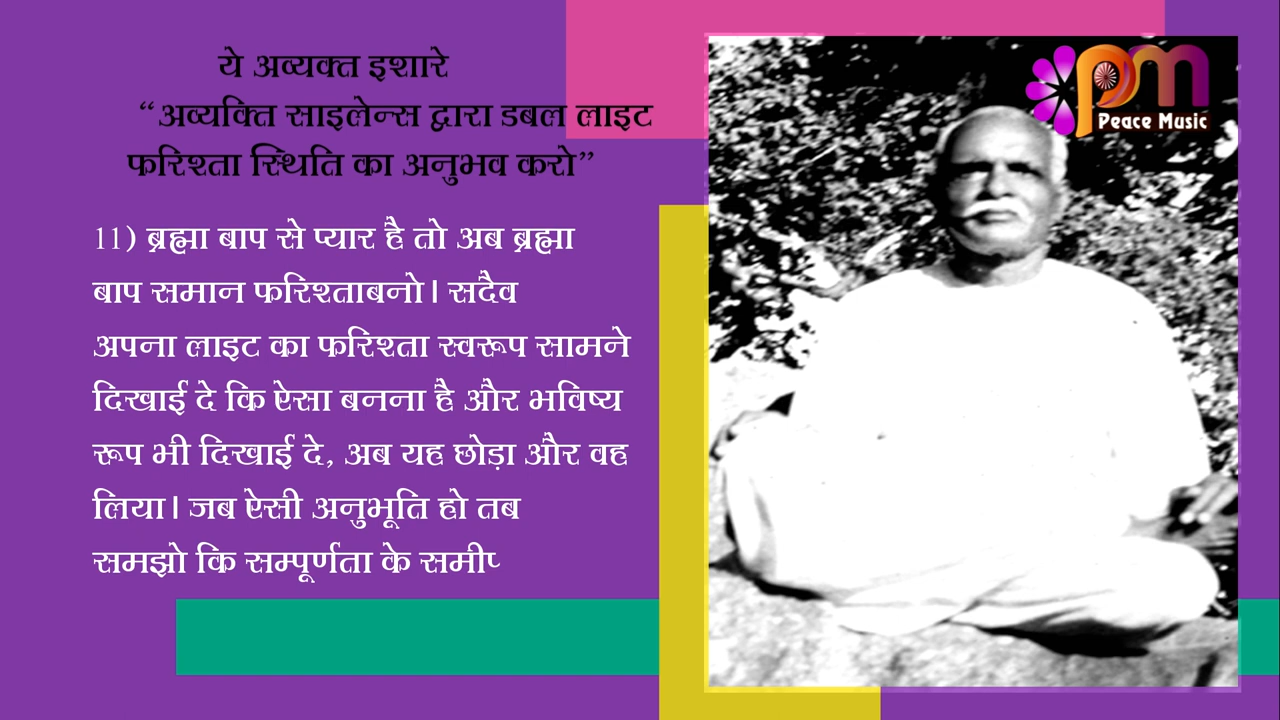 ये अव्यक्त इशारे
“अव्यक्ति साइलेन्स द्वारा डबल लाइट
फरिश्ता स्थिति का अनुभव करो”
11) ब्रह्मा बाप से प्यार है तो अब ब्रह्मा
बाप समान फरिश्ताबनो। सदैव
अपना लाइट का फरिश्ता स्वरूप सामने
दिखाई दे कि ऐसा बनना है और भविष्य
रूप भी दिखाई दे, अब यह छोड़ा और वह
लिया। जब ऐसी अनुभूति हो तब
समझो कि सम्पूर्णता के समीप
pm
Peace Music